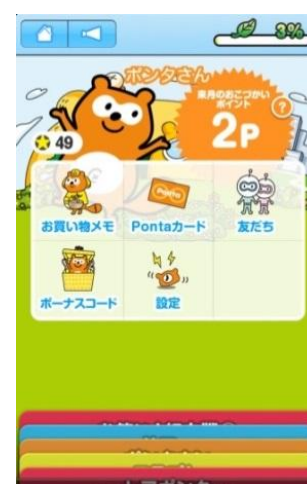 3%
ポンタさん
来月のおこづかい
ポイント
?
2P
49
お買い物メモ
Ponta
Pontaカード
友だち
ボーナスコード
設定